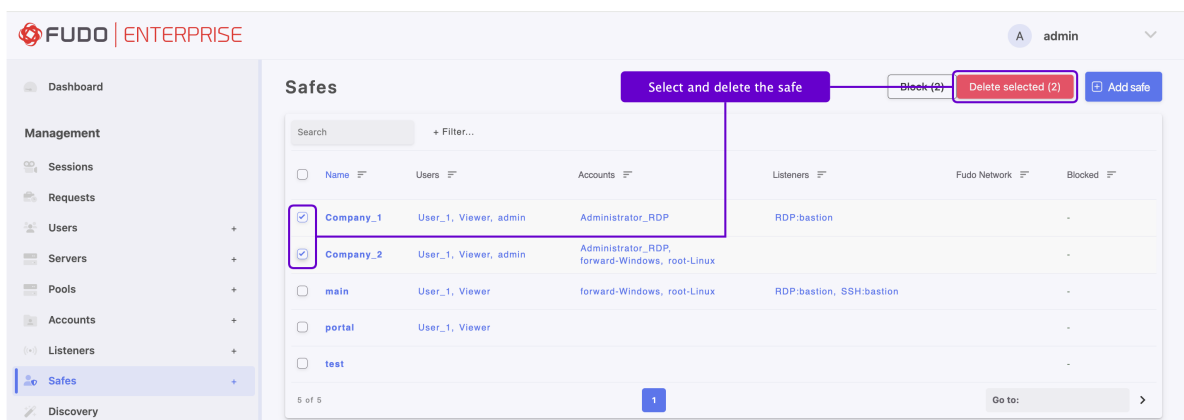 FUDO ENTERPRISE
A admin
Dashboard
Management
Sessions
Requests
Users +
Servers +
Pools +
Accounts +
Listeners +
Safes +
Discovery
Safes
Select and delete the safe
Block (2)
Delete selected (2)
Add safe
Search + Filter...
Name Users Accounts Listeners Fudo Network Blocked
Company_1 User_1, Viewer, admin Administrator_RDP RDP:bastion -
Company_2 User_1, Viewer, admin Administrator_RDP,
forward-Windows, root-Linux -
main User_1, Viewer forward-Windows, root-Linux RDP:bastion, SSH:bastion -
portal User_1, Viewer -
test -
5 of 5 1 Go to: